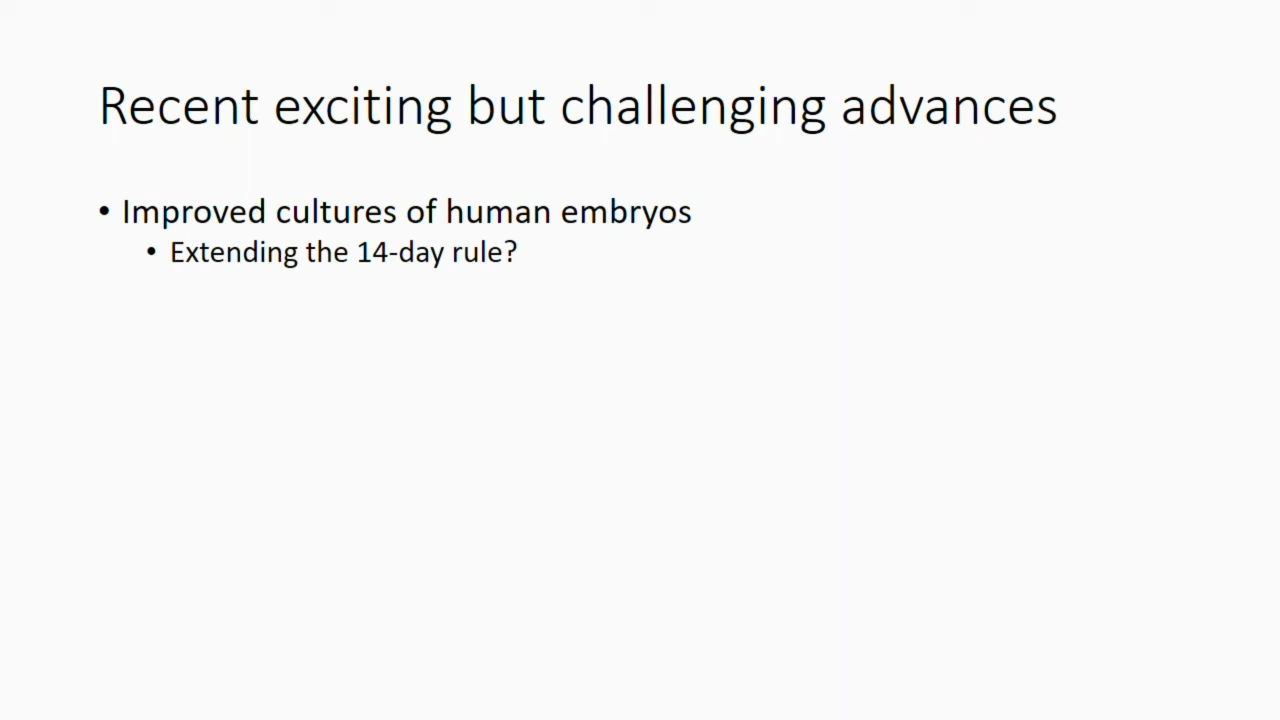 Recent exciting but challenging advances
• Improved cultures of human embryos
• Extending the 14-day rule?